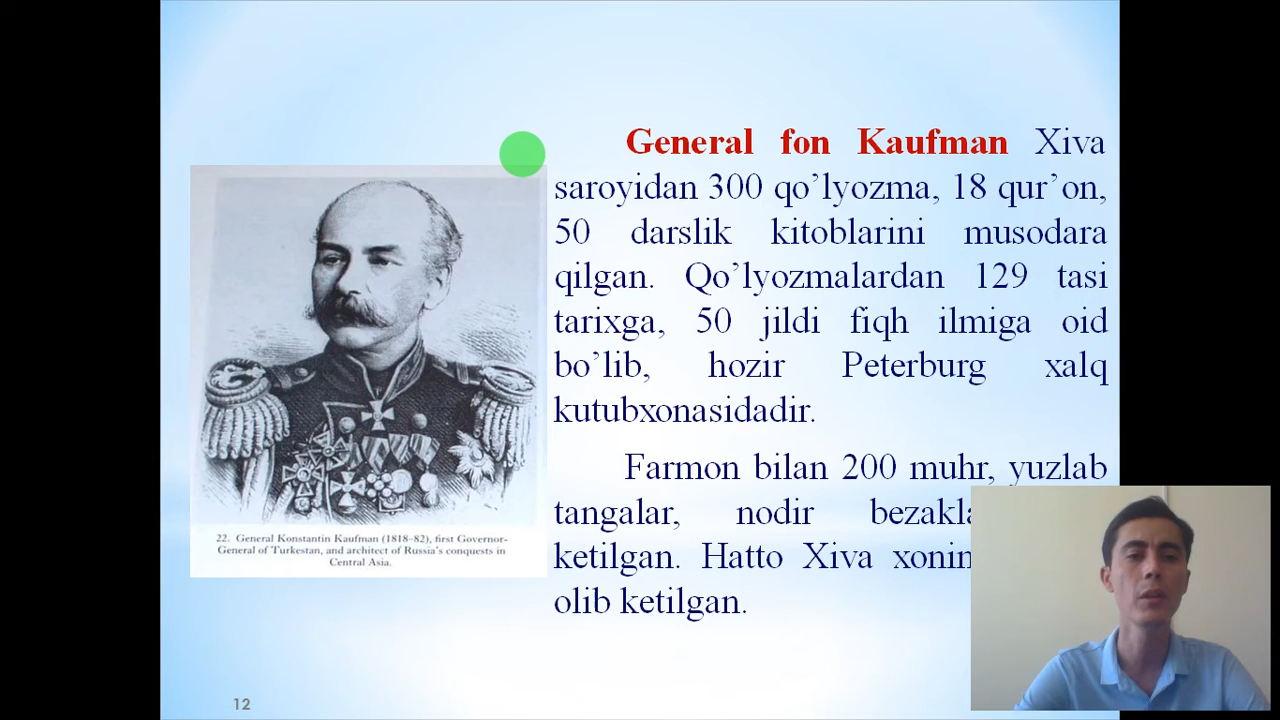 General fon Kaufman Xiva
saroyidan 300 qo’lyozma, 18 qur’on,
50 darslik kitoblarini musodara
qilgan. Qo’lyozmalardan 129 tasi
tarixga, 50 jildi fiqh ilmiga oid
bo’lib, hozir Peterburg xalq
kutubxonasidadir.
Farmon bilan 200 muhr, yuzlab
tangalar, nodir
ketilgan. Hatto Xiva
olib ketilgan.
22. General Konstantin Kaufman (1818–82), first Governor-
General of Turkestan, and architect of Russia's conquests in
Central Asia.
12